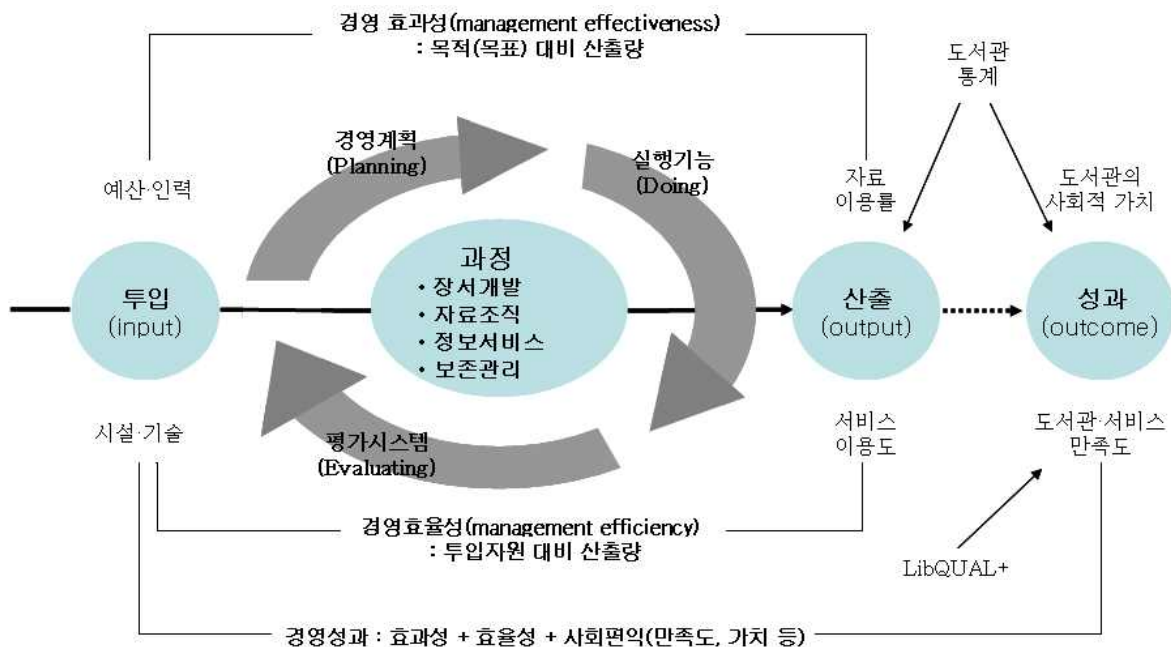 경영 효과성(management effectiveness)
: 목적(목표) 대비 산출량
도서관
통계
경영계획
(Planning)
실행기능
(Doing)
예산·인력
자료
이용률
도서관의
사회적 가치
투입
(input)
과정
• 장서개발
• 자료조직
• 정보서비스
• 보존관리
산출
(output)
성과
(outcome)
시설·기술
평가시스템
(Evaluating)
서비스
이용도
도서관·서비스
만족도
경영효율성(management efficiency)
: 투입자원 대비 산출량
LibQUAL+
경영성과 : 효과성 + 효율성 + 사회편익(만족도, 가치 등)